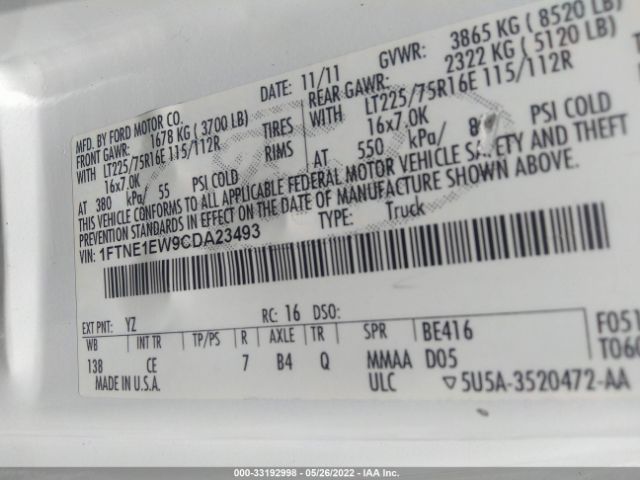 MFD. BY FORD MOTOR CO.
DATE: 11/11
GVWR: 3865 KG ( 8520 LB)
FRONT GAWR: 1678 KG ( 3700 LB)
REAR GAWR: 2322 KG ( 5120 LB)
WITH LT225/75R16E 115/112R TIRES
WITH LT225/75R16E 115/112R
16x7.0K RIMS
16x7.0K
AT 380 kPa/ 55 PSI COLD
AT 550 kPa/ PSI COLD
THIS VEHICLE CONFORMS TO ALL APPLICABLE FEDERAL MOTOR VEHICLE SAFETY AND THEFT
PREVENTION STANDARDS IN EFFECT ON THE DATE OF MANUFACTURE SHOWN ABOVE.
VIN: 1FTNE1EW9CDA23493
TYPE: Truck
EXT PNT: YZ RC: 16 DSO:
WB INT TR TP/PS R AXLE TR SPR BE416 F051
138 CE 7 B4 Q MMAA D05 T060
MADE IN U.S.A. ULC ▽5U5A-3520472-AA
000-33192998 - 05/26/2022 - IAA Inc.